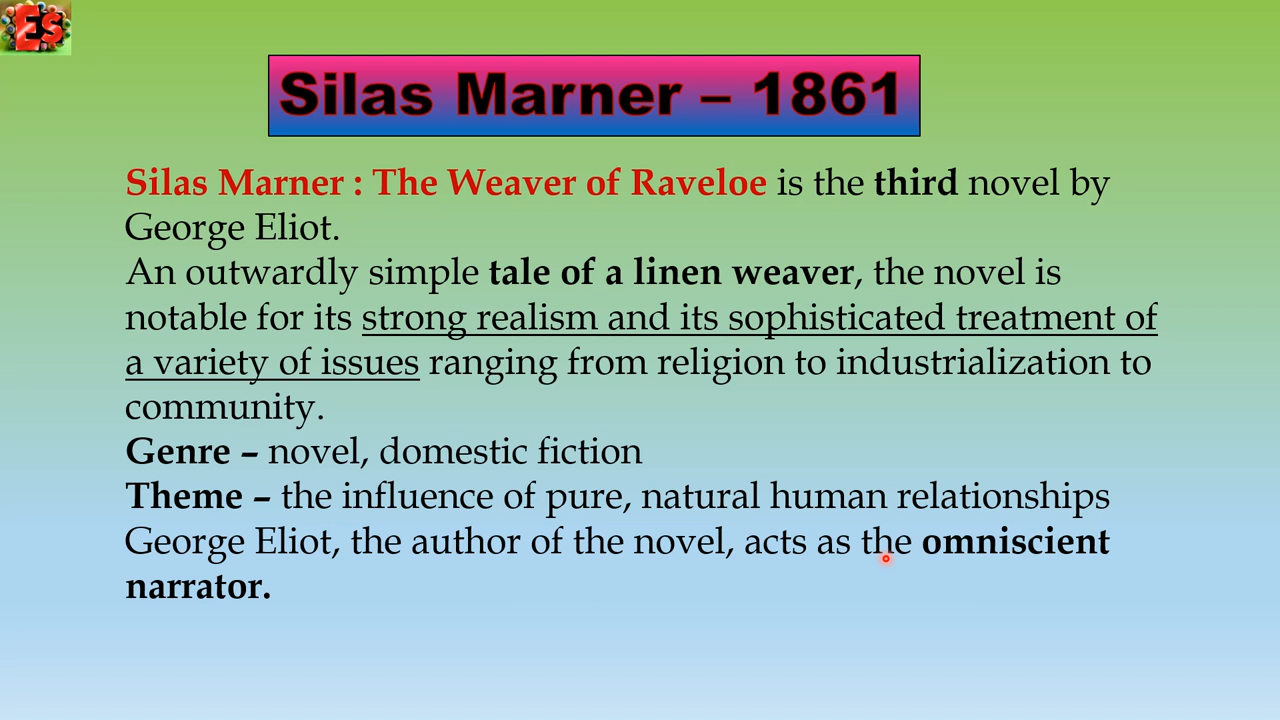 ES
Silas Marner – 1861
Silas Marner : The Weaver of Raveloe is the third novel by
George Eliot.
An outwardly simple tale of a linen weaver, the novel is
notable for its strong realism and its sophisticated treatment of
a variety of issues ranging from religion to industrialization to
community.
Genre – novel, domestic fiction
Theme – the influence of pure, natural human relationships
George Eliot, the author of the novel, acts as the omniscient
narrator.